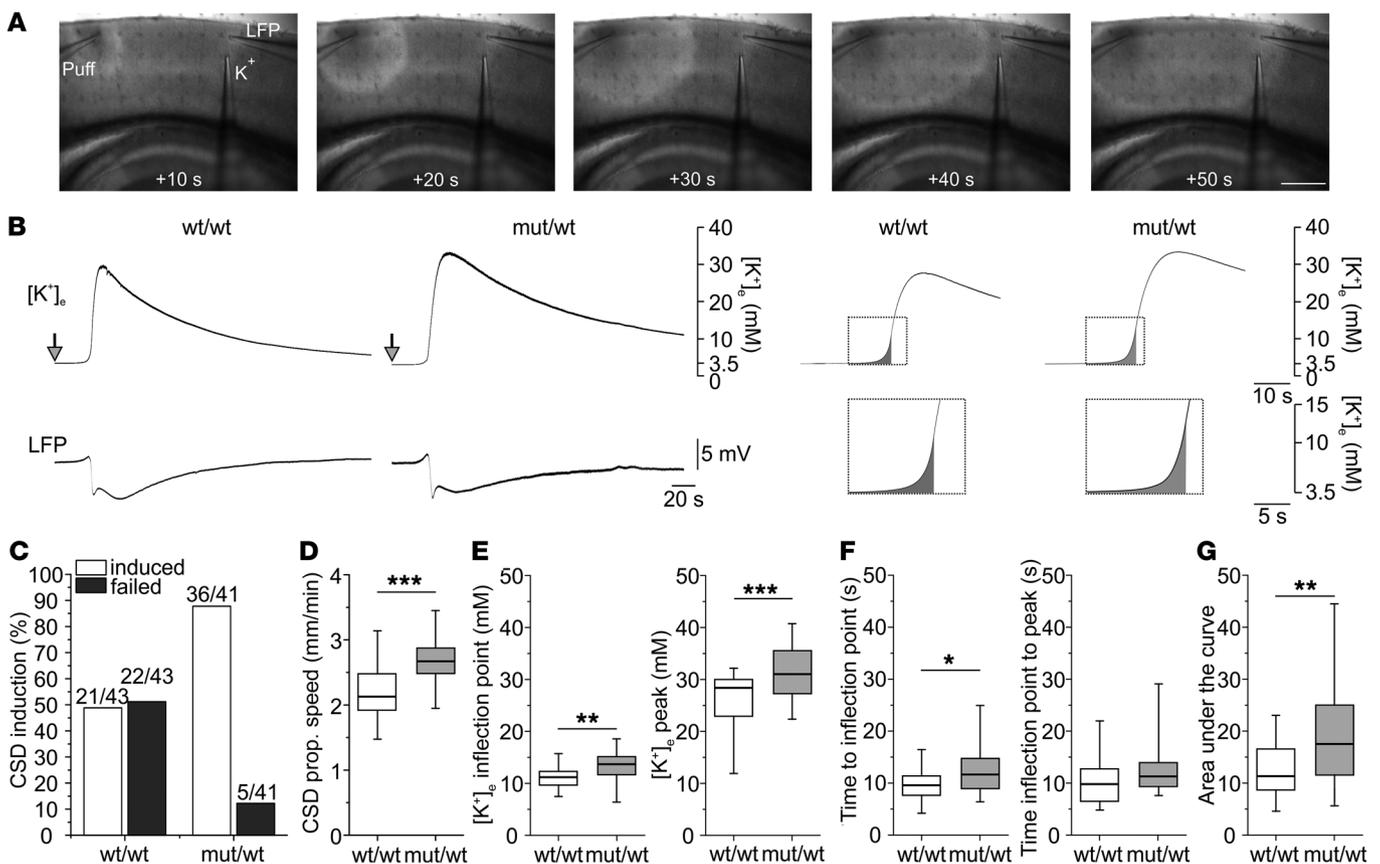 A
LFP
Puff
K+
+10 s
+20 s
+30 s
+40 s
+50 s
B
wt/wt
mut/wt
wt/wt
mut/wt
[K+]e
40
30
20
10
3.5
0
[K+]e (mM)
40
30
20
10
3.5
0
[K+]e (mM)
10 s
LFP
5 mV
20 s
15
10
3.5
[K+]e (mM)
5 s
C
induced
failed
CSD induction (%)
100
90
80
70
60
50
40
30
20
10
0
21/43
22/43
36/41
5/41
wt/wt
mut/wt
D
CSD prop. speed (mm/min)
4
3
2
1
0
***
wt/wt mut/wt
E
[K+]e inflection point (mM)
50
40
30
20
10
0
**
wt/wt mut/wt
[K+]e peak (mM)
50
40
30
20
10
0
***
wt/wt mut/wt
F
Time to inflection point (s)
50
40
30
20
10
0
*
wt/wt mut/wt
Time inflection point to peak (s)
50
40
30
20
10
0
wt/wt mut/wt
G
Area under the curve
50
40
30
20
10
0
**
wt/wt mut/wt